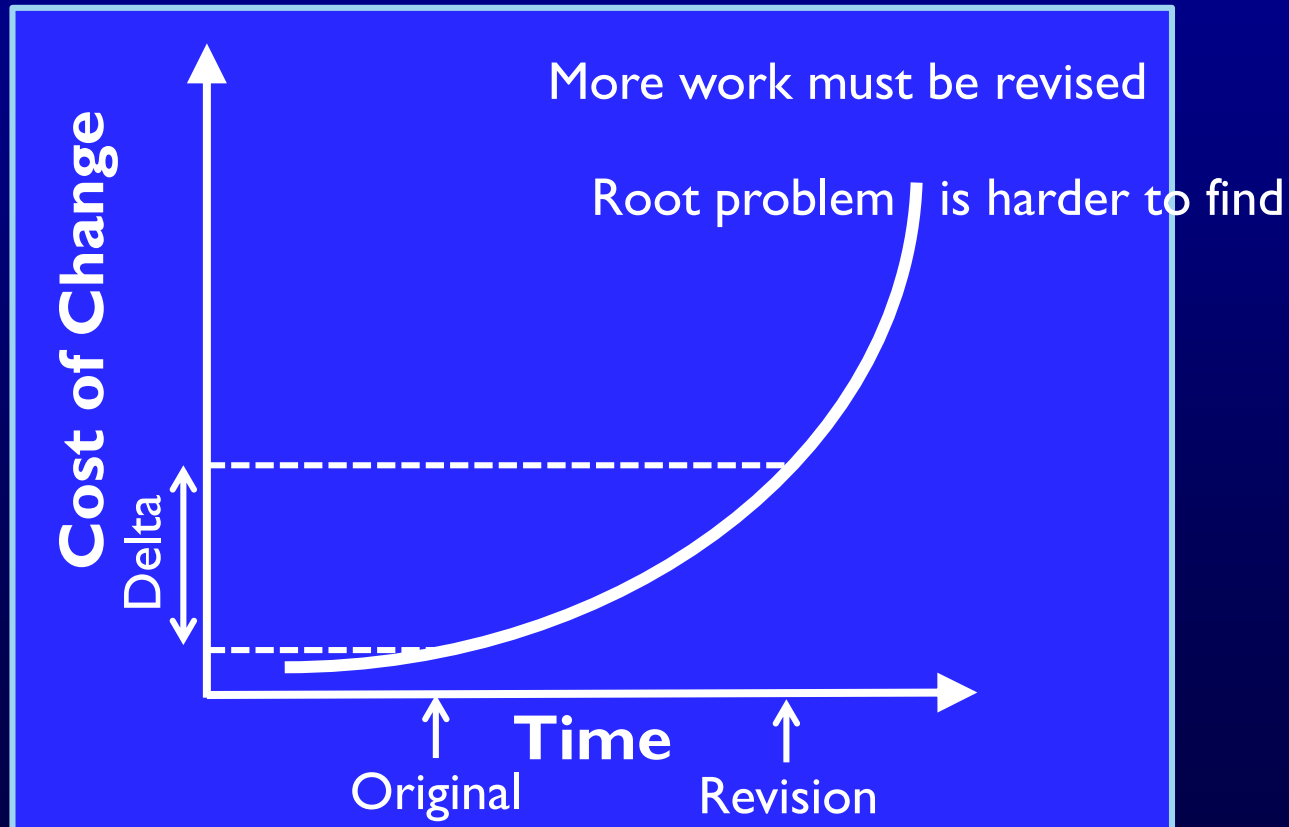 More work must be revised
Root problem is harder to find
Cost of Change
Delta
Time
Original
Revision